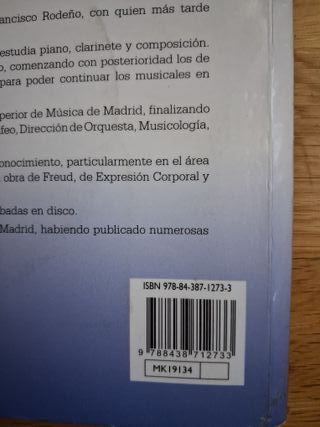 ancisco Rodeño, con quien más tarde
estudia piano, clarinete y composición.
o, comenzando con posterioridad los de
para poder continuar los musicales en
perior de Música de Madrid, finalizando
feo, Dirección de Orquesta, Musicología,
onocimiento, particularmente en el área
obra de Freud, de Expresión Corporal y
badas en disco.
Madrid, habiendo publicado numerosas
ISBN 978-84-387-1273-3
9 788438 712733
MK19134